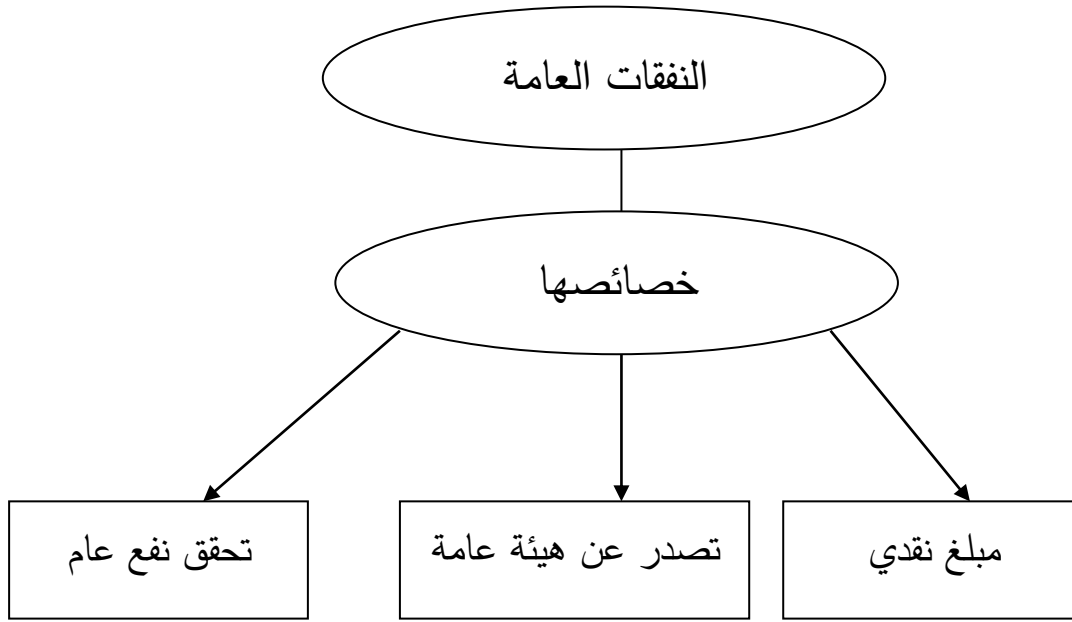 النفقات العامة
خصائصها
مبلغ نقدي
تصدر عن هيئة عامة
تحقق نفع عام